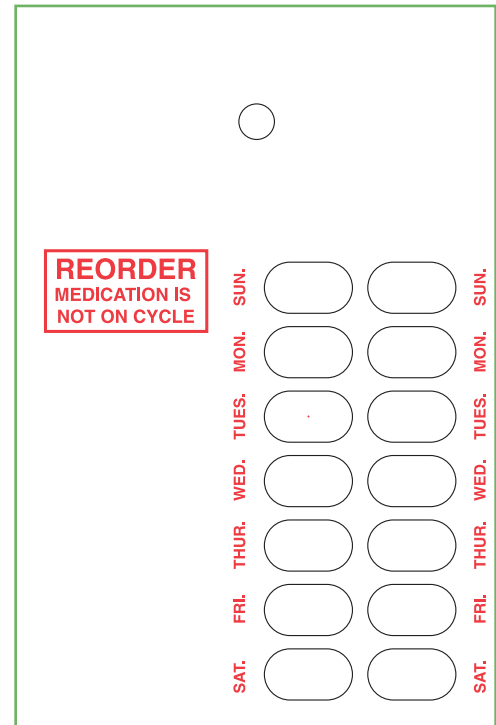 REORDER
MEDICATION IS
NOT ON CYCLE
SUN. SUN.
MON. MON.
TUES. TUES.
WED. WED.
THUR. THUR.
FRI. FRI.
SAT. SAT.